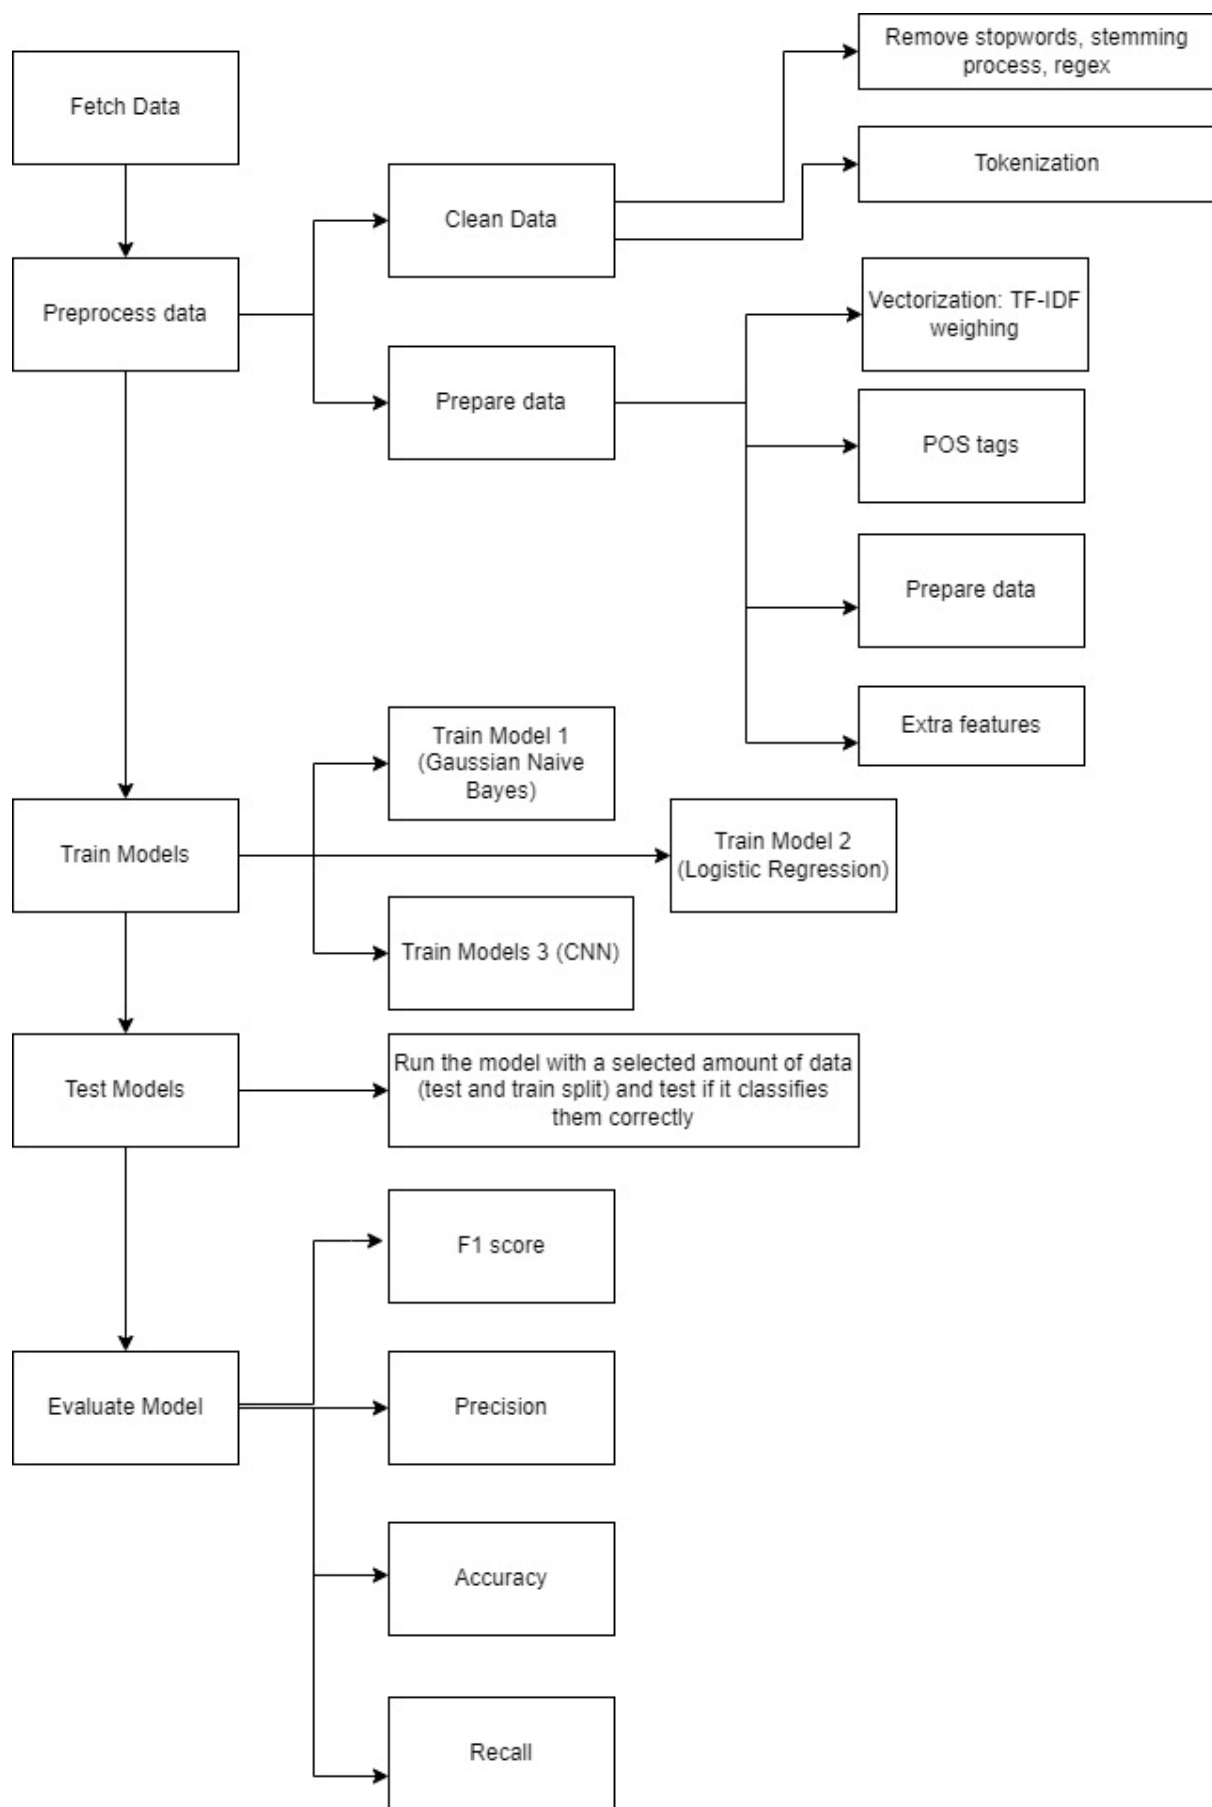 Remove stopwords, stemming
process, regex
Fetch Data
Tokenization
Clean Data
Preprocess data
Vectorization: TF-IDF
weighing
Prepare data
POS tags
Prepare data
Extra features
Train Model 1
(Gaussian Naive
Bayes)
Train Models
Train Model 2
(Logistic Regression)
Train Models 3 (CNN)
Test Models
Run the model with a selected amount of data
(test and train split) and test if it classifies
them correctly
F1 score
Evaluate Model
Precision
Accuracy
Recall